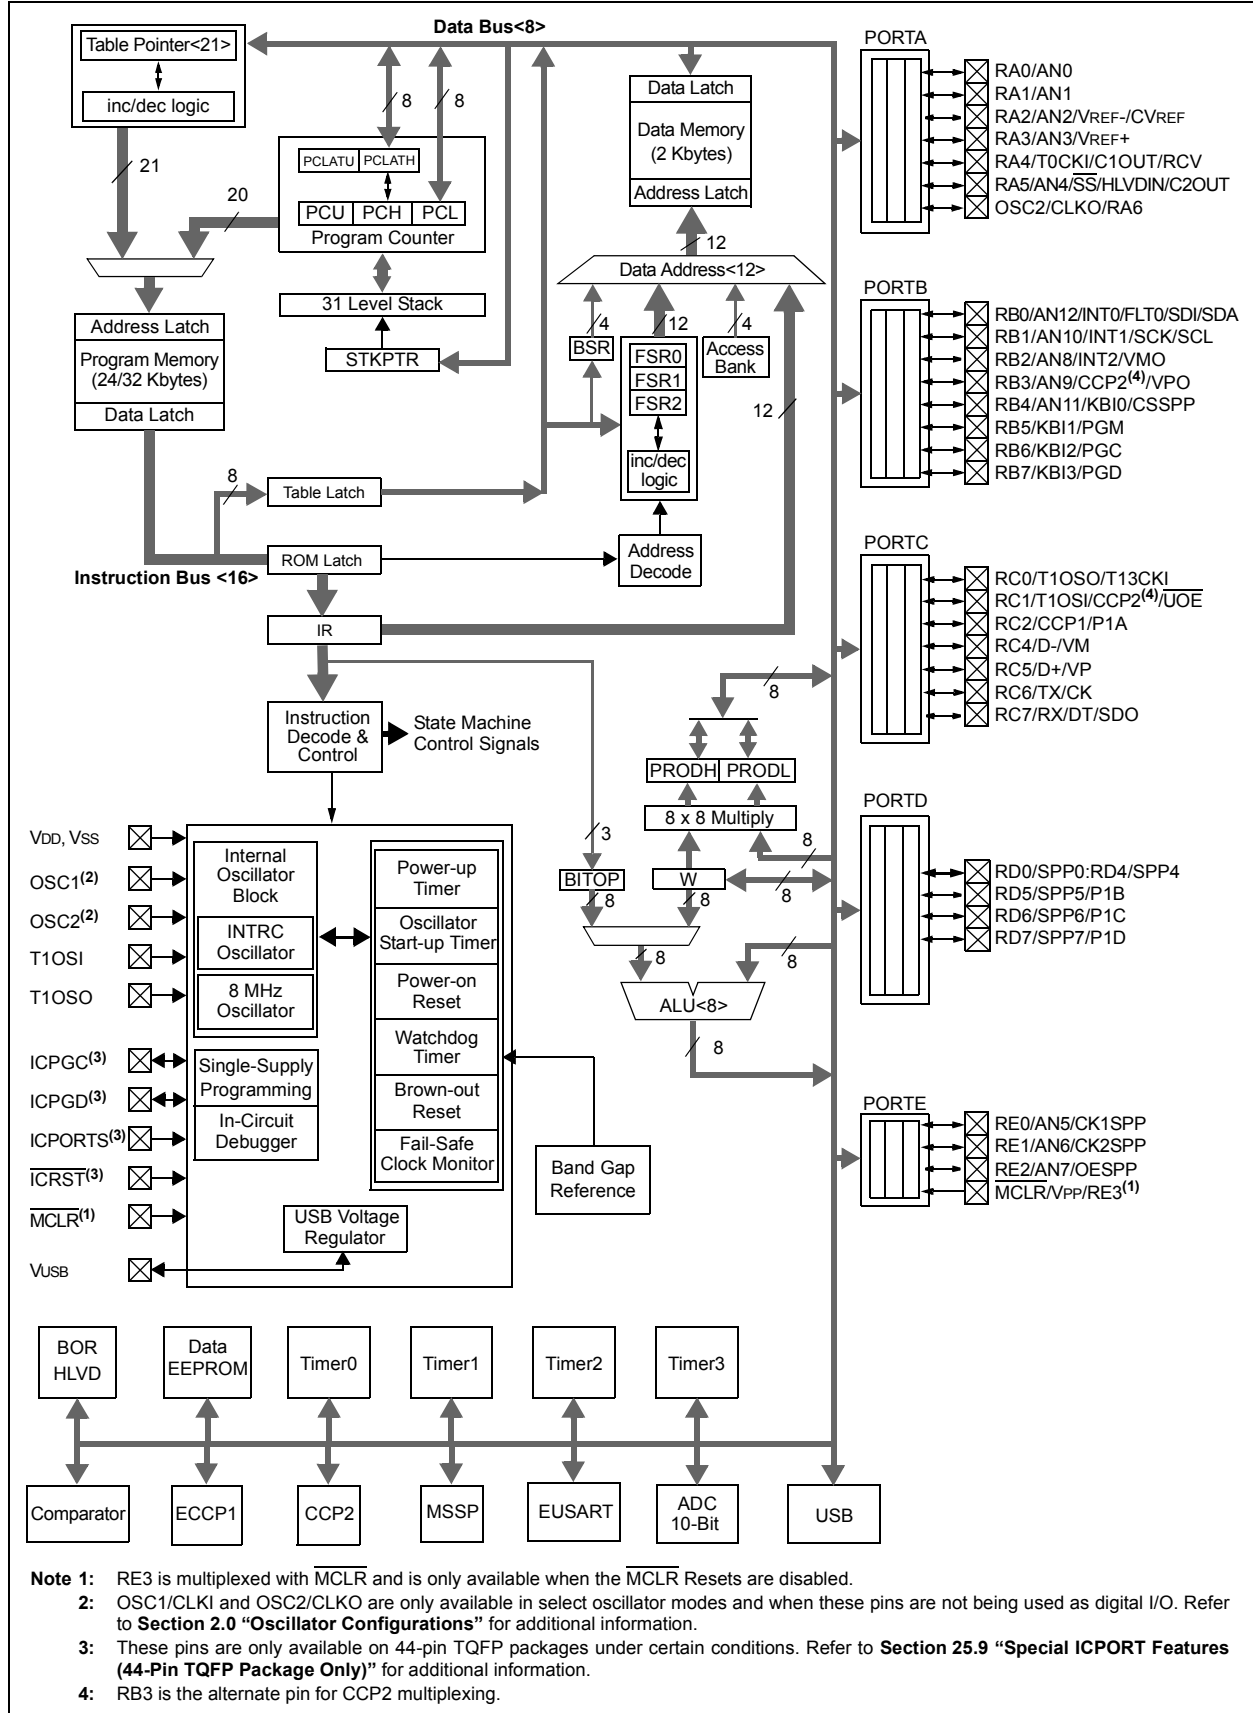 Data Bus<8>
Table Pointer<21>
inc/dec logic
21
20
8
8
PCLATU PCLATH
PCU PCH PCL
Program Counter
31 Level Stack
STKPTR
Address Latch
Program Memory
(24/32 Kbytes)
Data Latch
8
Table Latch
ROM Latch
Instruction Bus <16>
IR
Instruction
Decode &
Control
State Machine
Control Signals
Data Latch
Data Memory
(2 Kbytes)
Address Latch
12
Data Address<12>
4
12
4
BSR
FSR0
FSR1
FSR2
Access
Bank
12
inc/dec
logic
Address
Decode
8
PRODH PRODL
8 x 8 Multiply
3
8
BITOP
W
8
8
8
8
8
ALU<8>
8
PORTA
RA0/AN0
RA1/AN1
RA2/AN2/VREF-/CVREF
RA3/AN3/VREF+
RA4/T0CKI/C1OUT/RCV
RA5/AN4/SS/HLVDIN/C2OUT
OSC2/CLKO/RA6
PORTB
RB0/AN12/INT0/FLT0/SDI/SDA
RB1/AN10/INT1/SCK/SCL
RB2/AN8/INT2/VMO
RB3/AN9/CCP2(4)/VPO
RB4/AN11/KBI0/CSSPP
RB5/KBI1/PGM
RB6/KBI2/PGC
RB7/KBI3/PGD
PORTC
RC0/T1OSO/T13CKI
RC1/T1OSI/CCP2(4)/UOE
RC2/CCP1/P1A
RC4/D-/VM
RC5/D+/VP
RC6/TX/CK
RC7/RX/DT/SDO
PORTD
RD0/SPP0:RD4/SPP4
RD5/SPP5/P1B
RD6/SPP6/P1C
RD7/SPP7/P1D
PORTE
RE0/AN5/CK1SPP
RE1/AN6/CK2SPP
RE2/AN7/OESPP
MCLR/VPP/RE3(1)
VDD, VSS
OSC1(2)
OSC2(2)
T1OSI
T1OSO
ICPGC(3)
ICPGD(3)
ICPORTS(3)
ICRST(3)
MCLR(1)
VUSB
Internal
Oscillator
Block
INTRC
Oscillator
8 MHz
Oscillator
Single-Supply
Programming
In-Circuit
Debugger
Power-up
Timer
Oscillator
Start-up Timer
Power-on
Reset
Watchdog
Timer
Brown-out
Reset
Fail-Safe
Clock Monitor
Band Gap
Reference
USB Voltage
Regulator
BOR
HLVD
Data
EEPROM
Timer0
Timer1
Timer2
Timer3
Comparator
ECCP1
CCP2
MSSP
EUSART
ADC
10-Bit
USB
Note 1: RE3 is multiplexed with MCLR and is only available when the MCLR Resets are disabled.
2: OSC1/CLKI and OSC2/CLKO are only available in select oscillator modes and when these pins are not being used as digital I/O. Refer
to Section 2.0 “Oscillator Configurations” for additional information.
3: These pins are only available on 44-pin TQFP packages under certain conditions. Refer to Section 25.9 “Special ICPORT Features
(44-Pin TQFP Package Only)” for additional information.
4: RB3 is the alternate pin for CCP2 multiplexing.